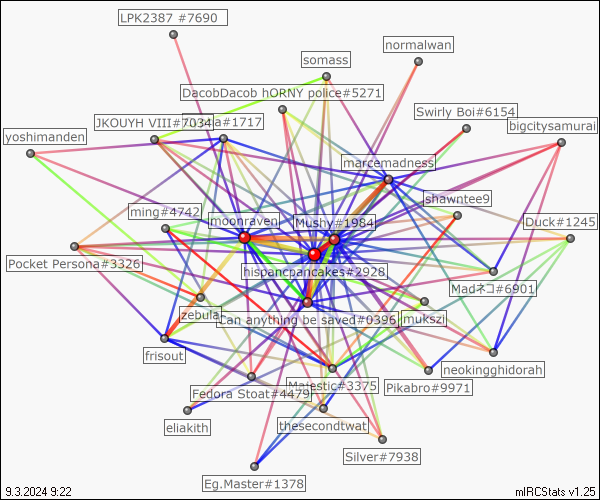 LPK2387 #7690
normalwan
somass
DacobDacob hORNY police#5271
Swirly Boi#6154
JKOUYH VIII#7034
#1717
bigcitysamurai
yoshimanden
marcemadness
shawntee9
ming#4742
moonraven
Mushy#1984
Duck#1245
Pocket Persona#3326
hispancpancakes#2928
Madネコ#6901
zebula
Can anything be saved#0396
mukszi
frisout
neokingghidorah
Fedora Stoat#4479
Majestic#3375
Pikabro#9971
eliakith
thesecondtwat
Silver#7938
Eg.Master#1378
9.3.2024 9:22
mIRCStats v1.25